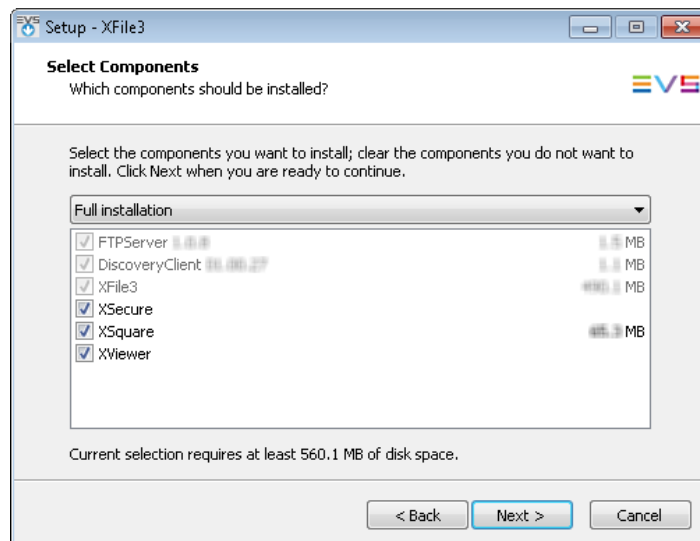 EVS
Setup - XFile3
Select Components
Which components should be installed?
EVS
Select the components you want to install; clear the components you do not want to
install. Click Next when you are ready to continue.
Full installation
FTPServer MB
DiscoveryClient MB
XFile3 MB
XSecure
XSquare MB
XViewer
Current selection requires at least 560.1 MB of disk space.
< Back Next > Cancel